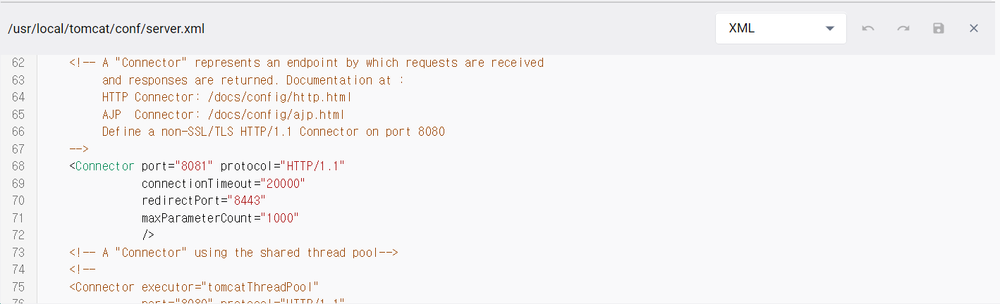 /usr/local/tomcat/conf/server.xml XML
62 <!-- A "Connector" represents an endpoint by which requests are received
63 and responses are returned. Documentation at :
64 HTTP Connector: /docs/config/http.html
65 AJP  Connector: /docs/config/ajp.html
66 Define a non-SSL/TLS HTTP/1.1 Connector on port 8080
67 -->
68 <Connector port="8081" protocol="HTTP/1.1"
69 connectionTimeout="20000"
70 redirectPort="8443"
71 maxParameterCount="1000"
72 />
73 <!-- A "Connector" using the shared thread pool-->
74 <!--
75 <Connector executor="tomcatThreadPool"
76 port="8080" protocol="HTTP/1.1"